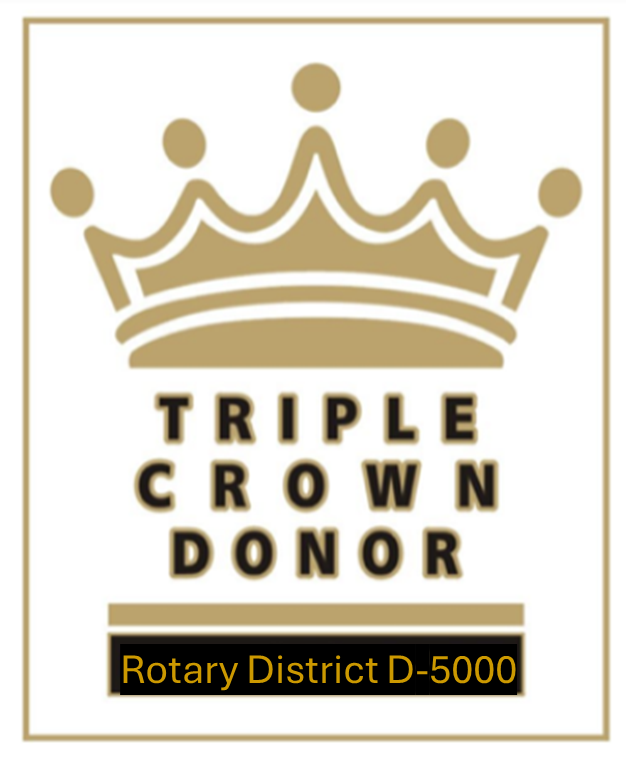 TRIPLE
CROWN
DONOR
Rotary District D-5000